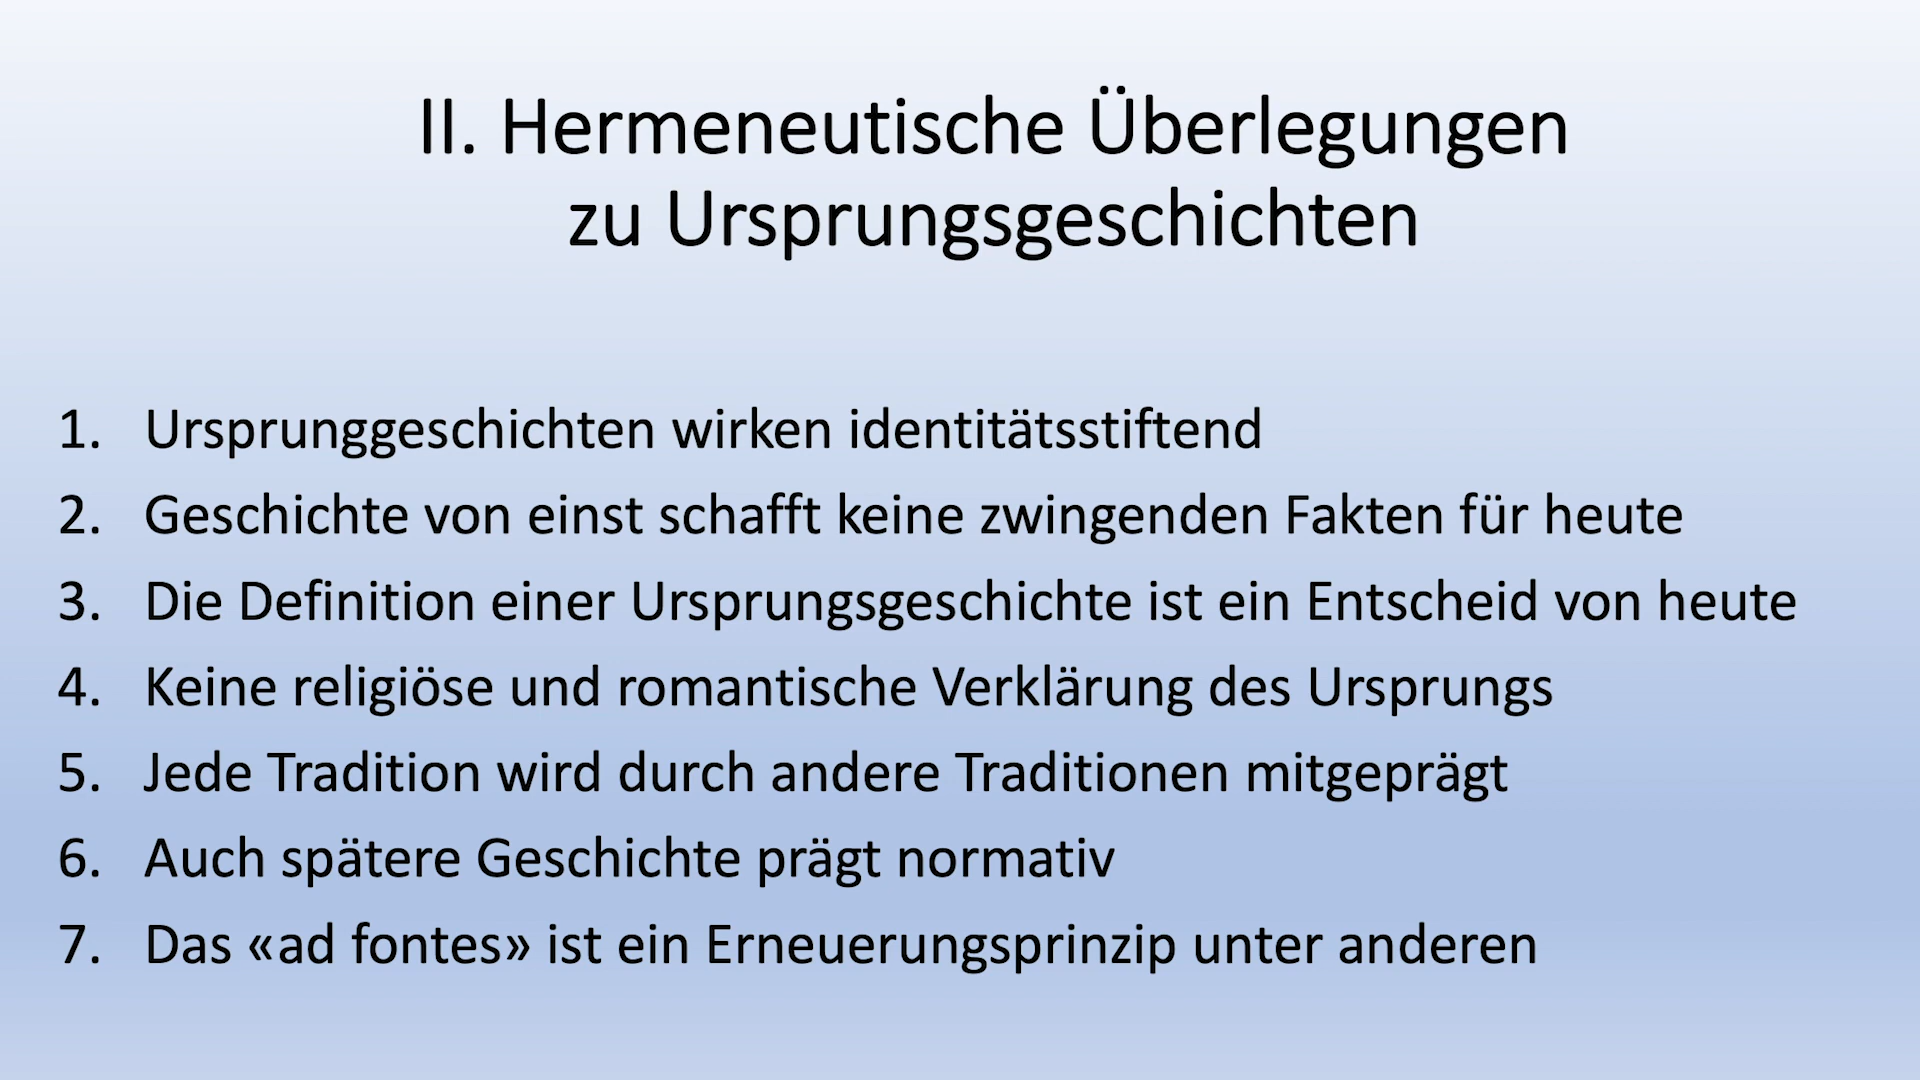 II. Hermeneutische Überlegungen
zu Ursprungsgeschichten
1. Ursprunggeschichten wirken identitätsstiftend
2. Geschichte von einst schafft keine zwingenden Fakten für heute
3. Die Definition einer Ursprungsgeschichte ist ein Entscheid von heute
4. Keine religiöse und romantische Verklärung des Ursprungs
5. Jede Tradition wird durch andere Traditionen mitgeprägt
6. Auch spätere Geschichte prägt normativ
7. Das «ad fontes» ist ein Erneuerungsprinzip unter anderen